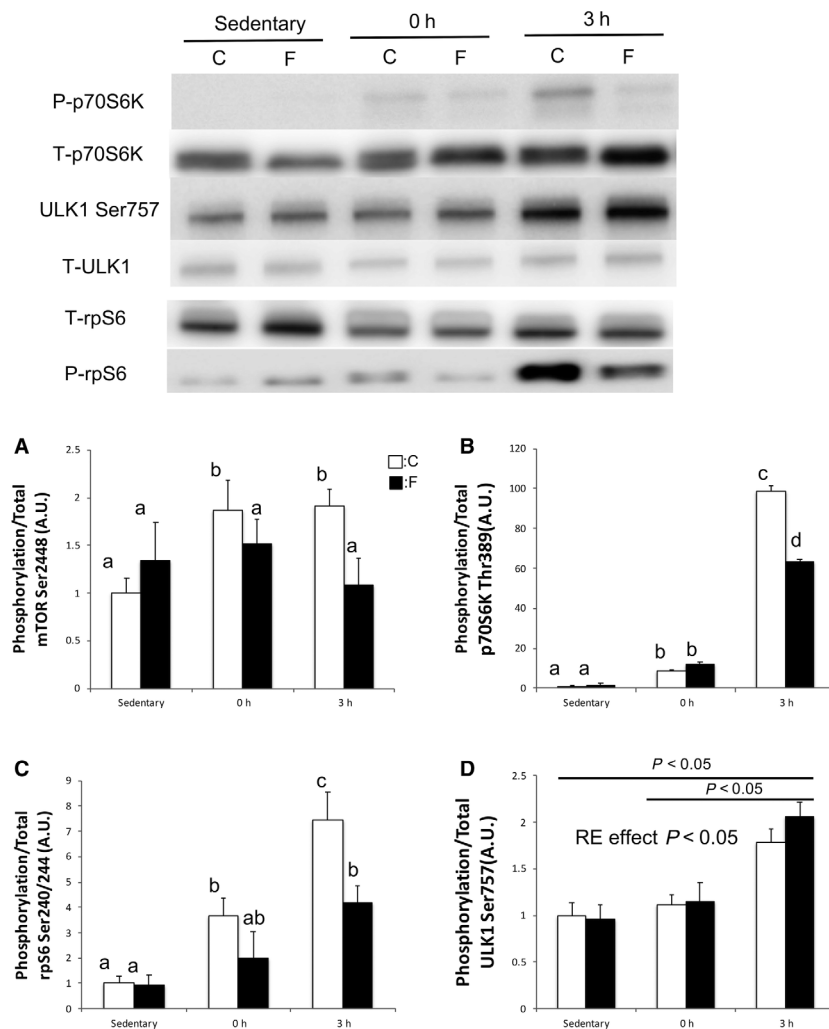 Sedentary 0 h 3 h
C F C F C F
P-p70S6K
T-p70S6K
ULK1 Ser757
T-ULK1
T-rpS6
P-rpS6
A
Phosphorylation/Total
mTOR Ser2448 (A.U.)
2.5
2
1.5
1
0.5
0
a a b a b a
:C
:F
Sedentary 0 h 3 h
B
Phosphorylation/Total
p70S6K Thr389(A.U.)
120
100
80
60
40
20
0
a a b b c d
Sedentary 0 h 3 h
C
Phosphorylation/Total
rpS6 Ser240/244 (A.U.)
9
8
7
6
5
4
3
2
1
0
a a b ab c b
Sedentary 0 h 3 h
D
Phosphorylation/Total
ULK1 Ser757(A.U.)
2.5
2
1.5
1
0.5
0
P < 0.05
P < 0.05
RE effect P < 0.05
Sedentary 0 h 3 h